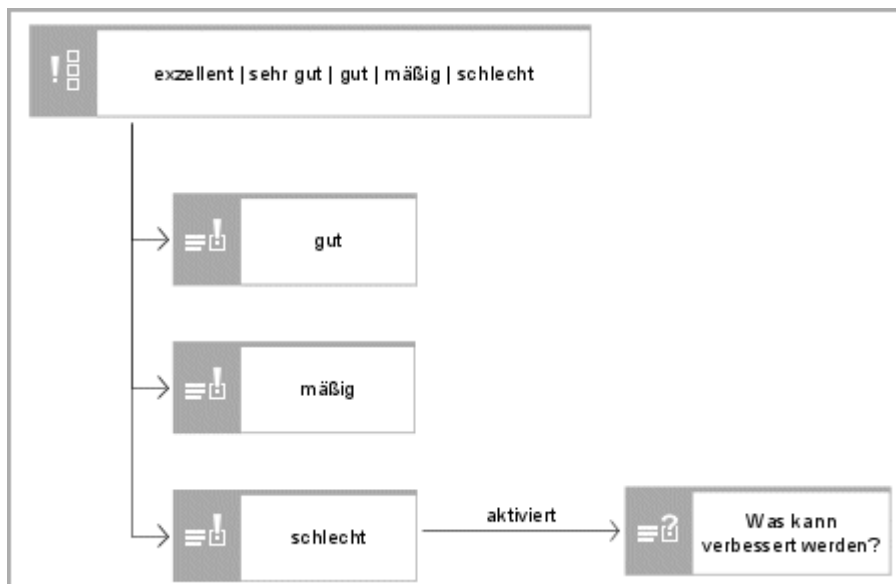 exzellent | sehr gut | gut | mäßig | schlecht
gut
mäßig
schlecht
aktiviert
Was kann
verbessert werden?